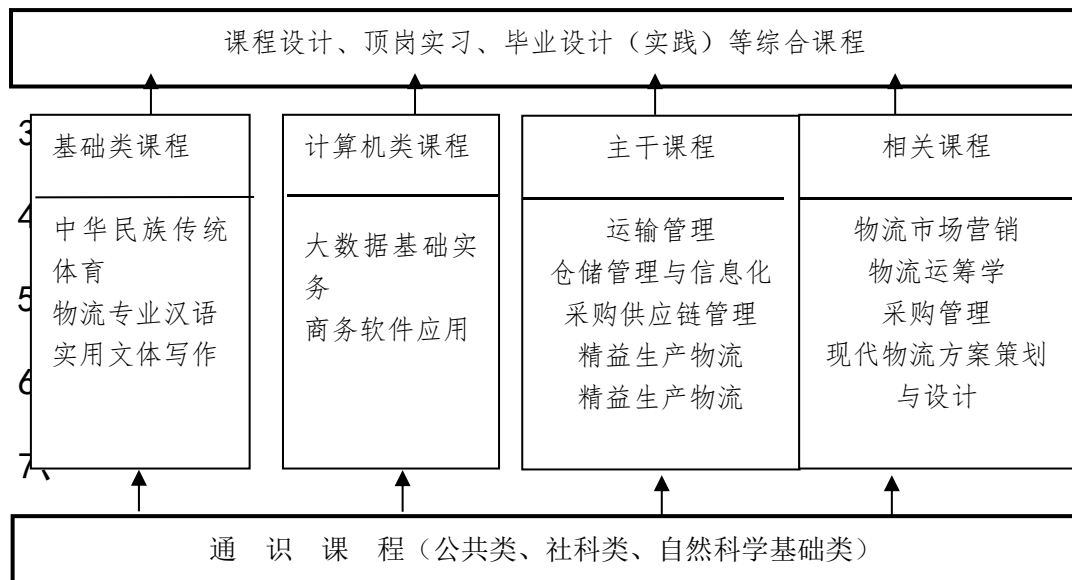 课程设计、顶岗实习、毕业设计（实践）等综合课程
3
4
5
6
7、
基础类课程
中华民族传统
体育
物流专业汉语
实用文体写作
计算机类课程
大数据基础实
务
商务软件应用
主干课程
运输管理
仓储管理与信息化
采购供应链管理
精益生产物流
精益生产物流
相关课程
物流市场营销
物流运筹学
采购管理
现代物流方案策划
与设计
通 识 课 程（公共类、社科类、自然科学基础类）